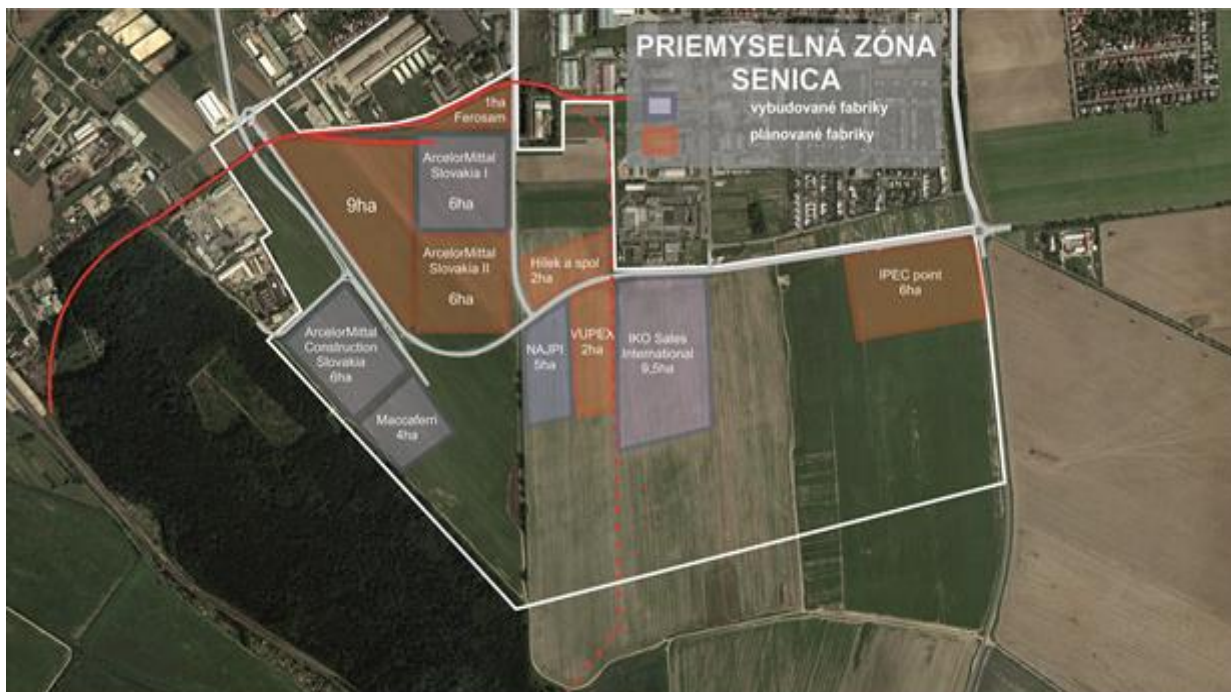 PRIEMYSELNÁ ZÓNA
SENICA
vybudované fabriky
plánované fabriky
1ha
Ferosam
ArcelorMittal
Slovakia I
6ha
9ha
ArcelorMittal
Slovakia II
6ha
Hílek a spol
2ha
IPEC point
6ha
ArcelorMittal
Construction
Slovakia
6ha
NAJPI
5ha
VUPEX
2ha
IKO Sales
International
9,5ha
Maccaferri
4ha